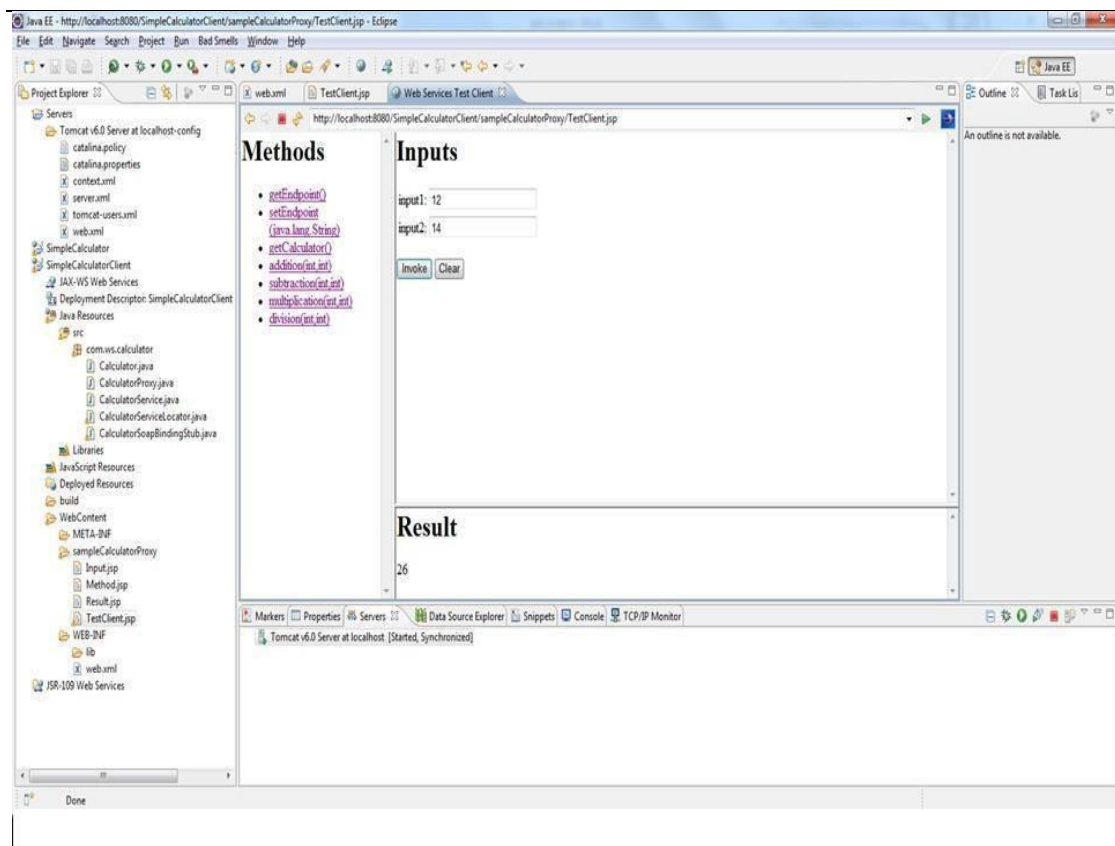 Java EE - http://localhost:8080/SimpleCalculatorClient/sampleCalculatorProxy/TestClient.jsp - Eclipse
File Edit Navigate Search Project Run Bad Smells Window Help
Java EE
Project Explorer
Servers
Tomcat v6.0 Server at localhost-config
catalina.policy
catalina.properties
context.xml
server.xml
tomcat-users.xml
web.xml
SimpleCalculator
SimpleCalculatorClient
JAX-WS Web Services
Deployment Descriptor: SimpleCalculatorClient
Java Resources
src
com.ws.calculator
Calculator.java
CalculatorProxy.java
CalculatorService.java
CalculatorServiceLocator.java
CalculatorSoapBindingStub.java
Libraries
JavaScript Resources
Deployed Resources
build
WebContent
META-INF
sampleCalculatorProxy
Input.jsp
Method.jsp
Result.jsp
TestClient.jsp
WEB-INF
lib
web.xml
JSR-109 Web Services
web.xml TestClient.jsp Web Services Test Client
http://localhost:8080/SimpleCalculatorClient/sampleCalculatorProxy/TestClient.jsp
Methods
getEndpoint()
setEndpoint
(java.lang.String)
getCalculator()
addition(int,int)
subtraction(int,int)
multiplication(int,int)
division(int,int)
Inputs
input1: 12
input2: 14
Invoke Clear
Result
26
Outline Task Lis
An outline is not available.
Markers Properties Servers Data Source Explorer Snippets Console TCP/IP Monitor
Tomcat v6.0 Server at localhost [Started, Synchronized]
Done